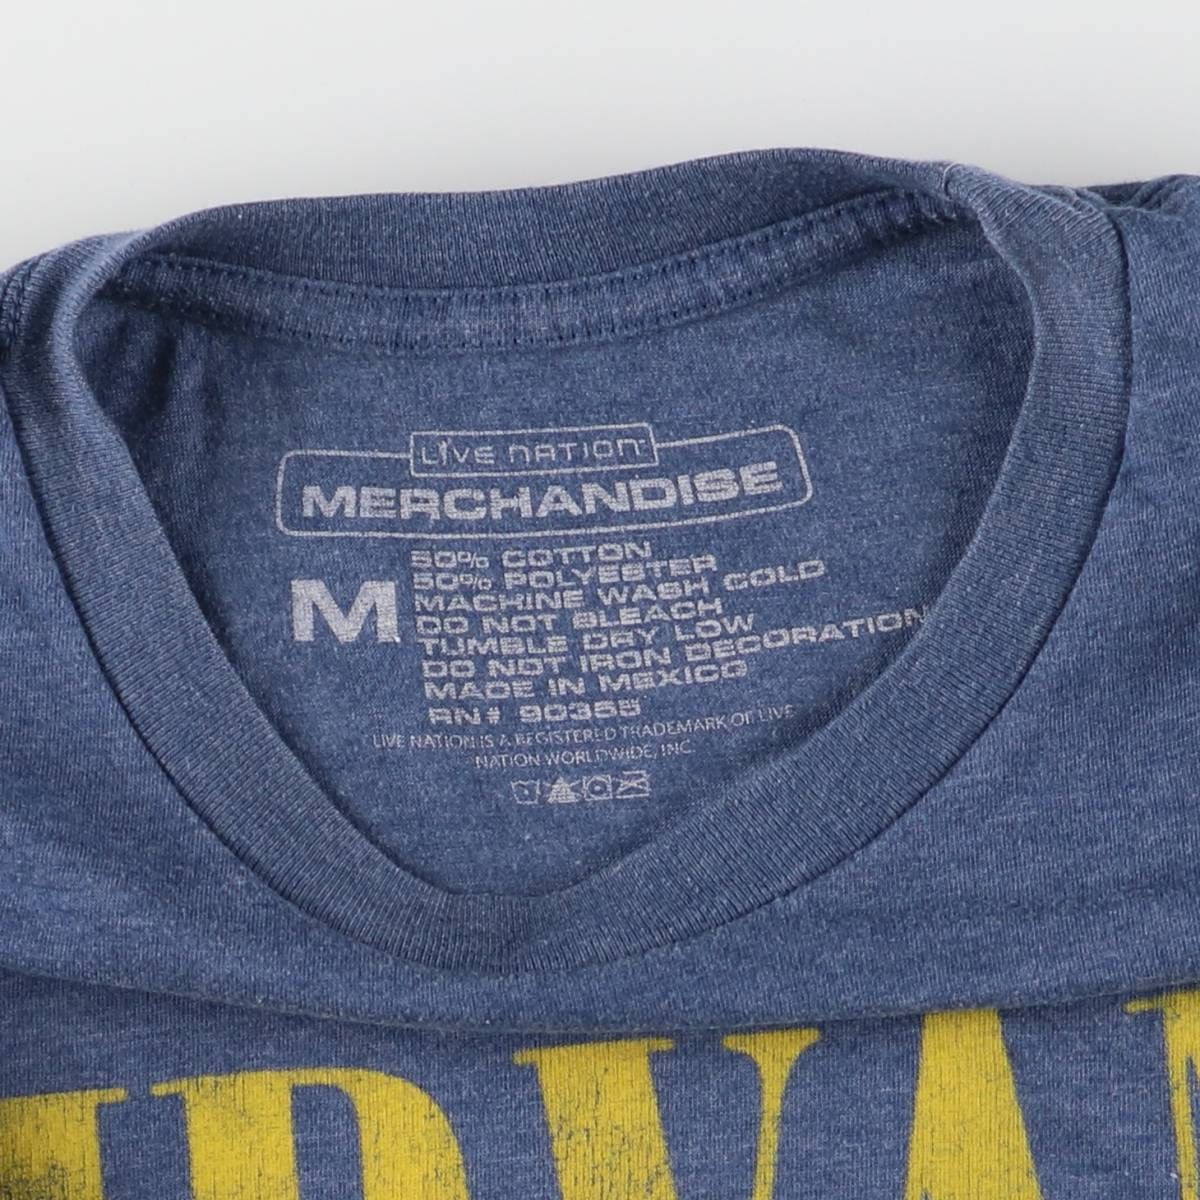 LIVE NATION
MERCHANDISE
M
50% COTTON
50% POLYESTER
MACHINE WASH COLD
DO NOT BLEACH
TUMBLE DRY LOW
DO NOT IRON DECORATION
MADE IN MEXICO
RN# 90355
LIVE NATION IS A REGISTERED TRADEMARK OF LIVE
NATION WORLDWIDE, INC